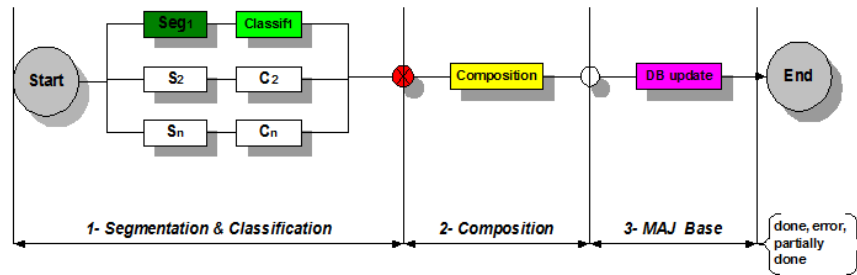 Start
Seg1
Classif1
S2
C2
Sn
Cn
Composition
DB update
End
1- Segmentation & Classification
2- Composition
3- MAJ Base
done, error,
partially
done